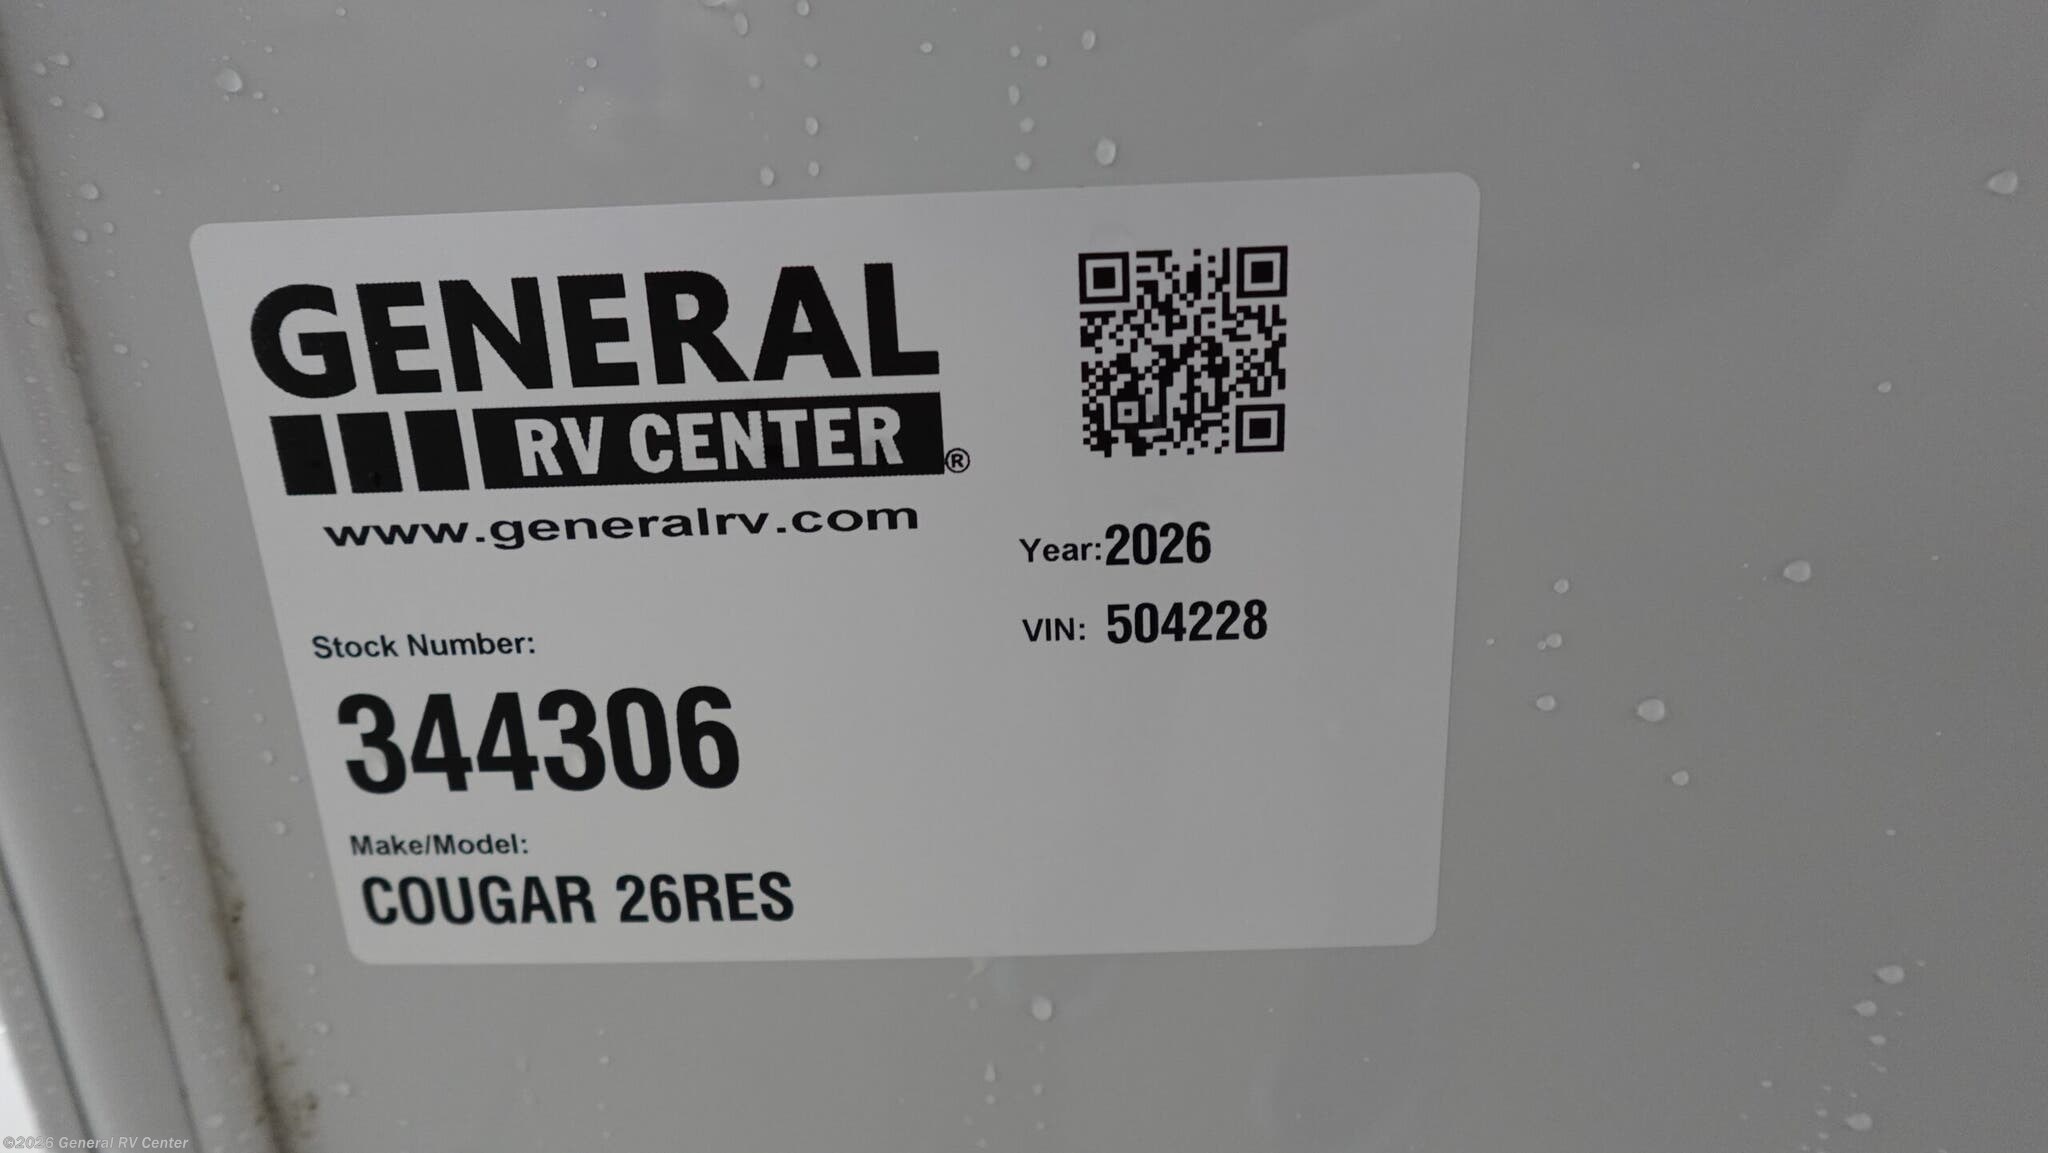 GENERAL
RV CENTER®
www.generalrv.com
Year: 2026
VIN: 504228
Stock Number:
344306
Make/Model:
COUGAR 26RES
©2026 General RV Center